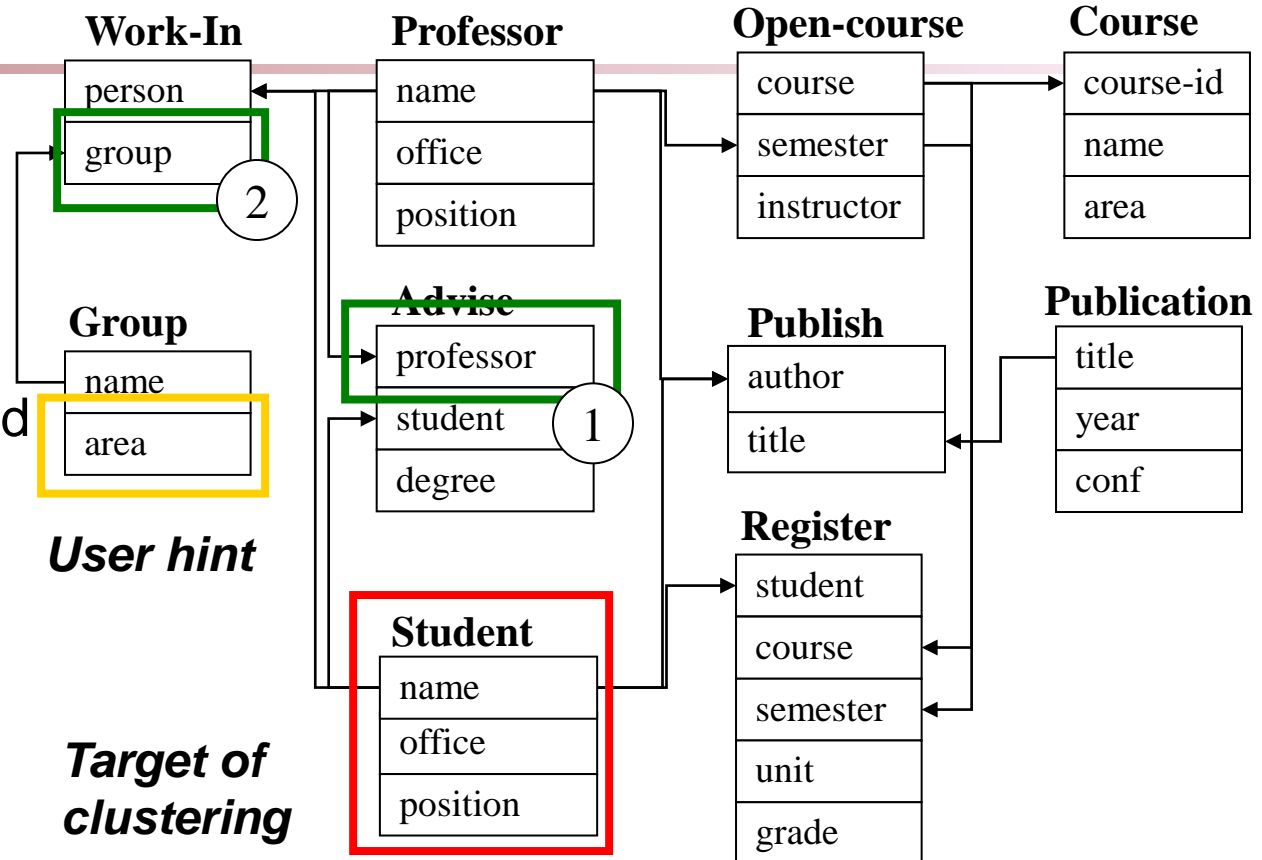 Work-In
person
group
2
Professor
name
office
position
Open-course
course
semester
instructor
Course
course-id
name
area
Group
name
area
d
User hint
Advise
professor
student
degree
1
Publish
author
title
Publication
title
year
conf
Target of
clustering
Student
name
office
position
Register
student
course
semester
unit
grade